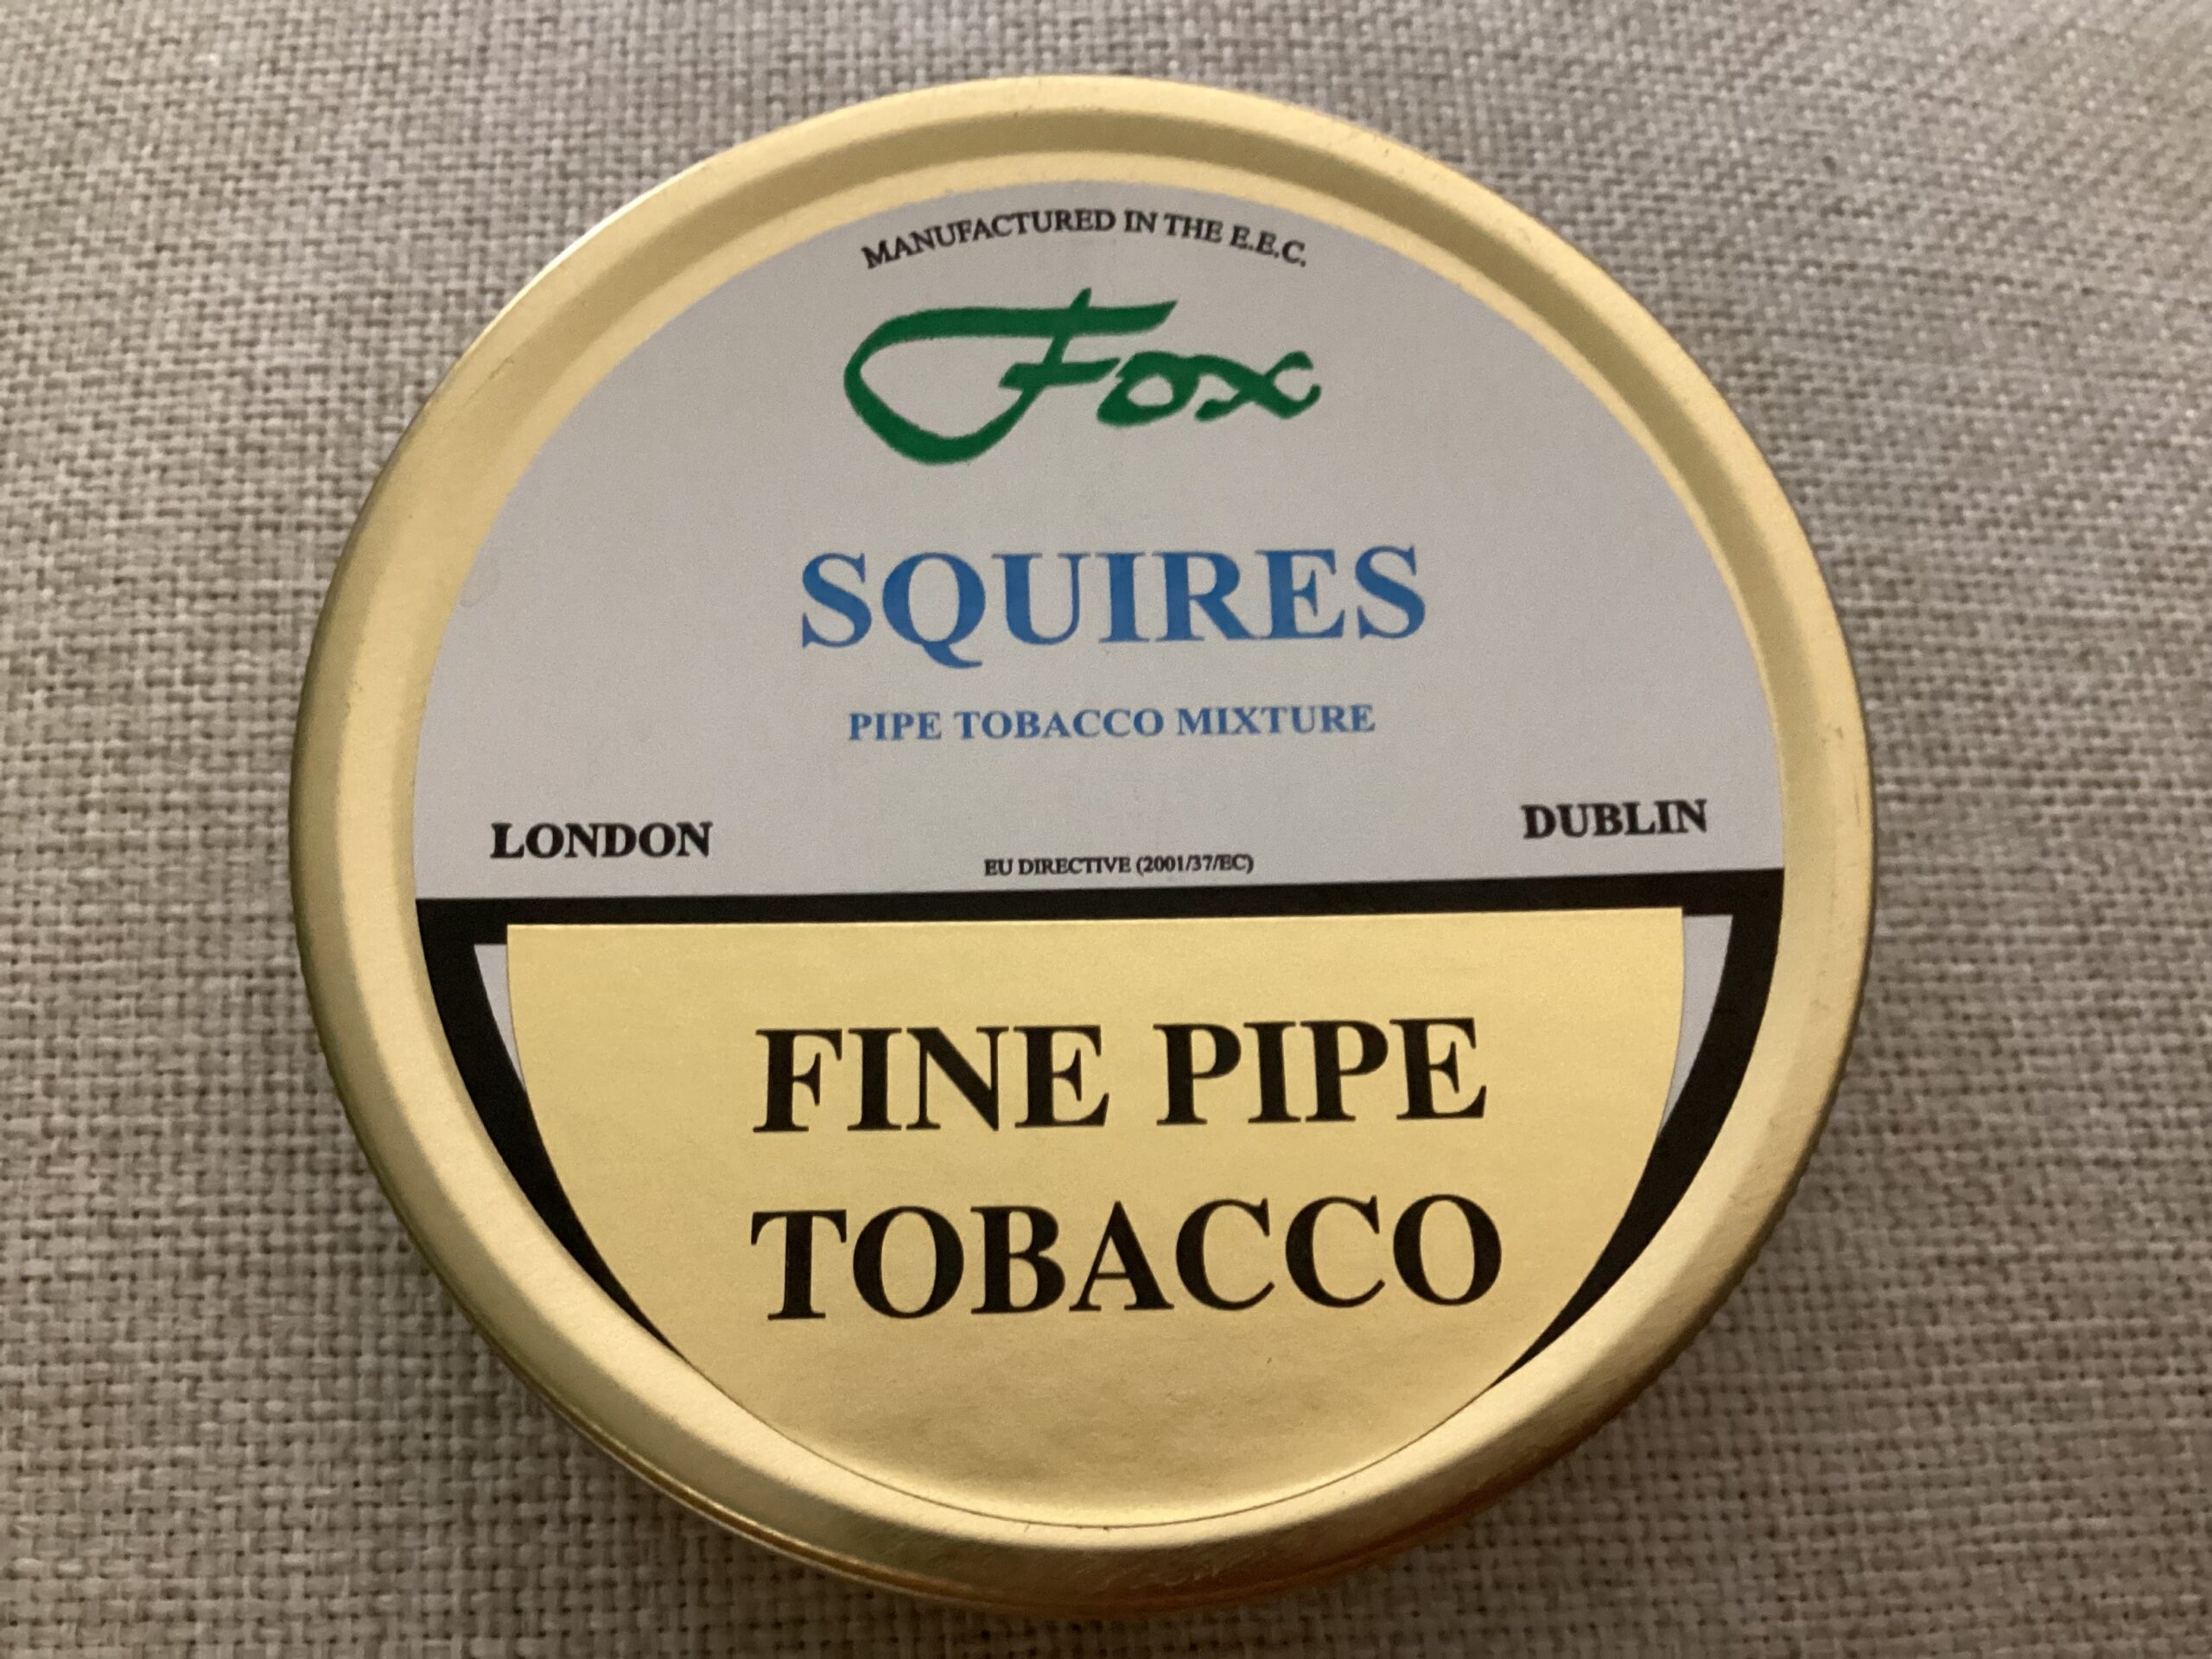 MANUFACTURED IN THE E.E.C.
Fox
SQUIRES
PIPE TOBACCO MIXTURE
LONDON
DUBLIN
EU DIRECTIVE (2001/37/EC)
FINE PIPE
TOBACCO